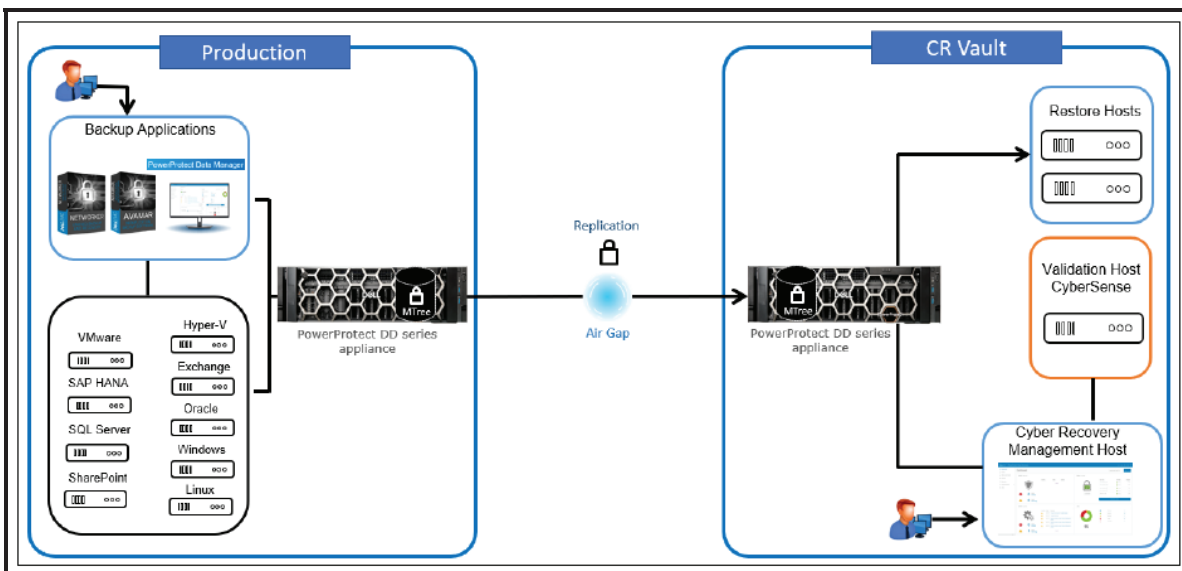 Production
Backup Applications
PowerProtect Data Manager
NETWORKER
AVAMAR
VMware
SAP HANA
SQL Server
SharePoint
Hyper-V
Exchange
Oracle
Windows
Linux
DELL
MTree
PowerProtect DD series
appliance
Replication
Air Gap
CR Vault
DELL
MTree
PowerProtect DD series
appliance
Restore Hosts
Validation Host
CyberSense
Cyber Recovery
Management Host